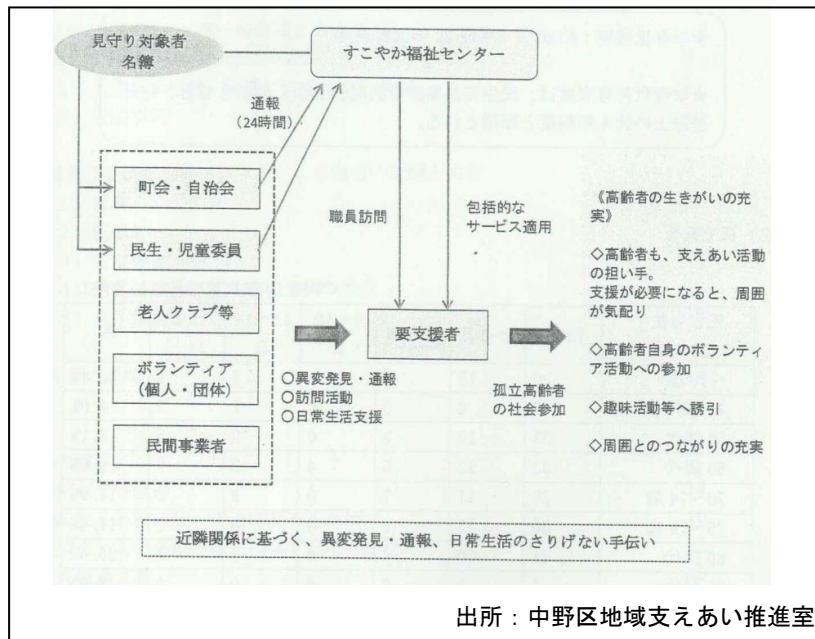 見守り対象者
名簿
すこやか福祉センター
通報
（24時間）
町会・自治会
民生・児童委員
老人クラブ等
ボランティア
（個人・団体）
民間事業者
職員訪問
包括的な
サービス適用
要支援者
○異変発見・通報
○訪問活動
○日常生活支援
孤立高齢者
の社会参加
《高齢者の生きがいの充
実》
◇高齢者も、支えあい活動
の担い手。
支援が必要になると、周囲
が気配り
◇高齢者自身のボランティ
ア活動への参加
◇趣味活動等へ誘引
◇周囲とのつながりの充実
近隣関係に基づく、異変発見・通報、日常生活のさりげない手伝い
出所：中野区地域支えあい推進室